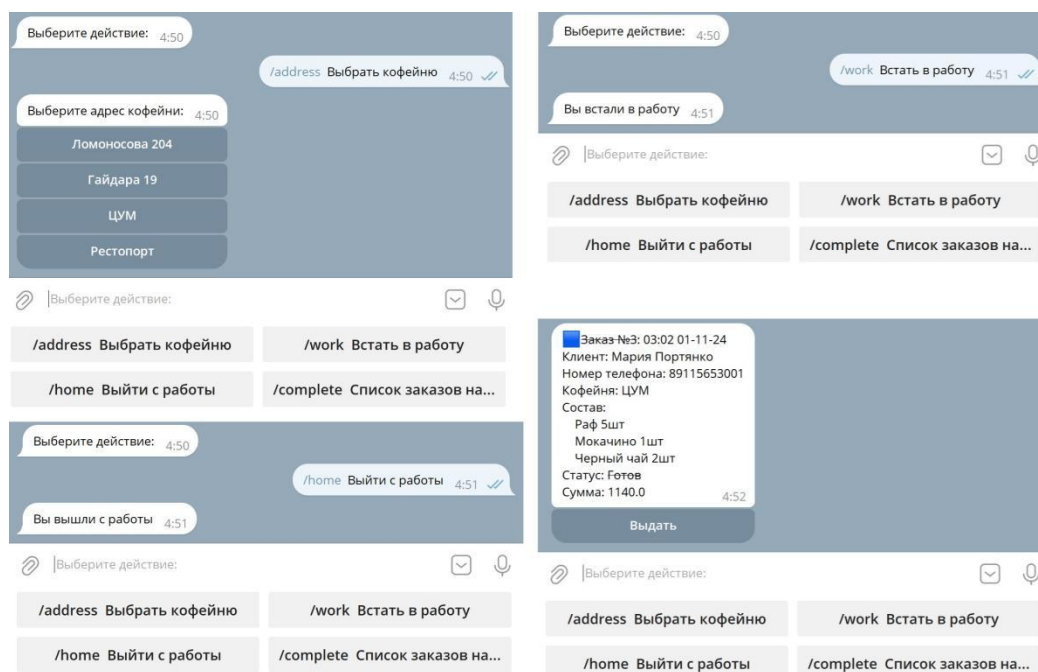 Выберите действие: 4:50
/address Выбрать кофейню 4:50
Выберите адрес кофейни: 4:50
Ломоносова 204
Гайдара 19
ЦУМ
Рестопорт
Выберите действие:
/address Выбрать кофейню /work Встать в работу
/home Выйти с работы /complete Список заказов на...
Выберите действие: 4:50
/home Выйти с работы 4:51
Вы вышли с работы 4:51
Выберите действие:
/address Выбрать кофейню /work Встать в работу
/home Выйти с работы /complete Список заказов на...
Выберите действие: 4:50
/work Встать в работу 4:51
Вы встали в работу 4:51
Выберите действие:
/address Выбрать кофейню /work Встать в работу
/home Выйти с работы /complete Список заказов на...
Заказ №3: 03:02 01-11-24
Клиент: Мария Портянко
Номер телефона: 89115653001
Кофейня: ЦУМ
Состав:
Раф 5шт
Мокачино 1шт
Черный чай 2шт
Статус: Готов
Сумма: 1140.0 4:52
Выдать
Выберите действие:
/address Выбрать кофейню /work Встать в работу
/home Выйти с работы /complete Список заказов на...